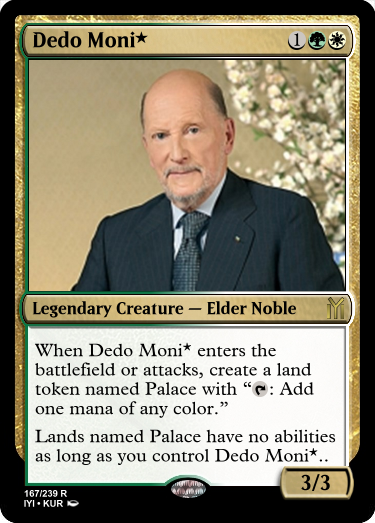 Dedo Moni★ 1
Legendary Creature — Elder Noble
When Dedo Moni★ enters the
battlefield or attacks, create a land
token named Palace with “: Add
one mana of any color.”
Lands named Palace have no abilities
as long as you control Dedo Moni★..
3/3
167/239 R
IYI • KUR